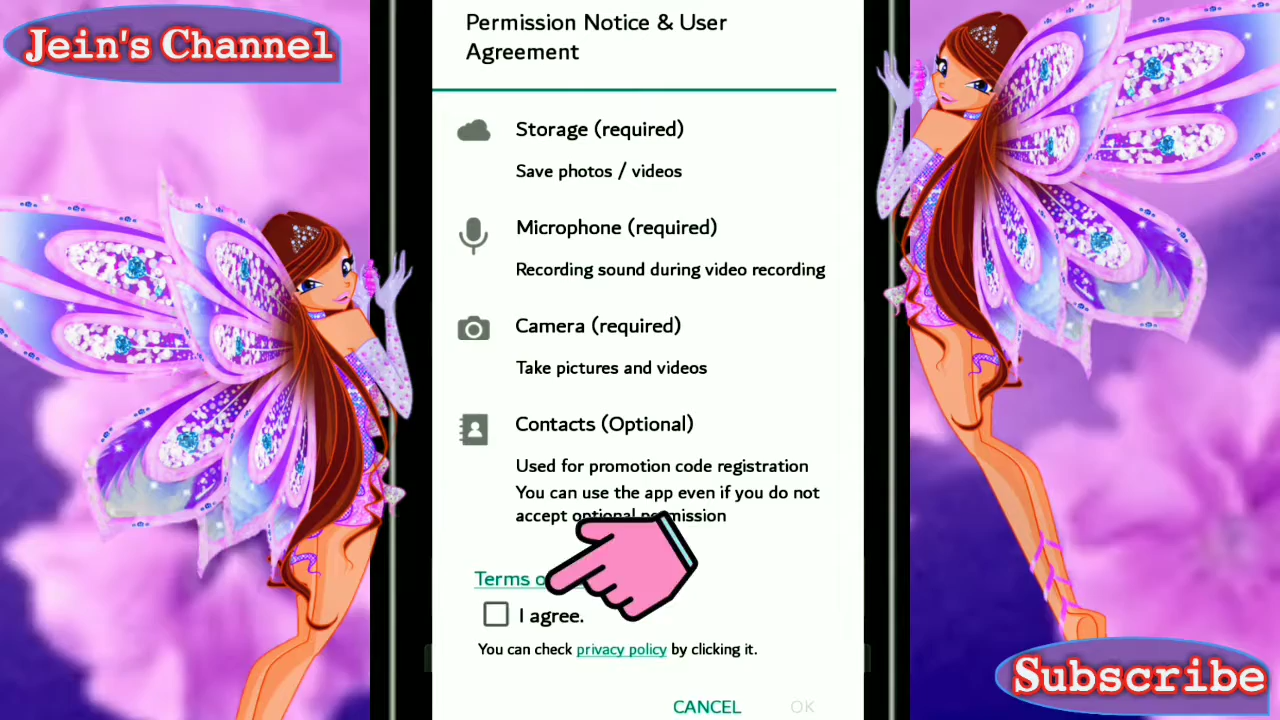 Jein's Channel
Permission Notice & User
Agreement
Storage (required)
Save photos / videos
Microphone (required)
Recording sound during video recording
Camera (required)
Take pictures and videos
Contacts (Optional)
Used for promotion code registration
You can use the app even if you do not
accept optional permission
Terms
I agree.
You can check privacy policy by clicking it.
CANCEL OK
Subscribe